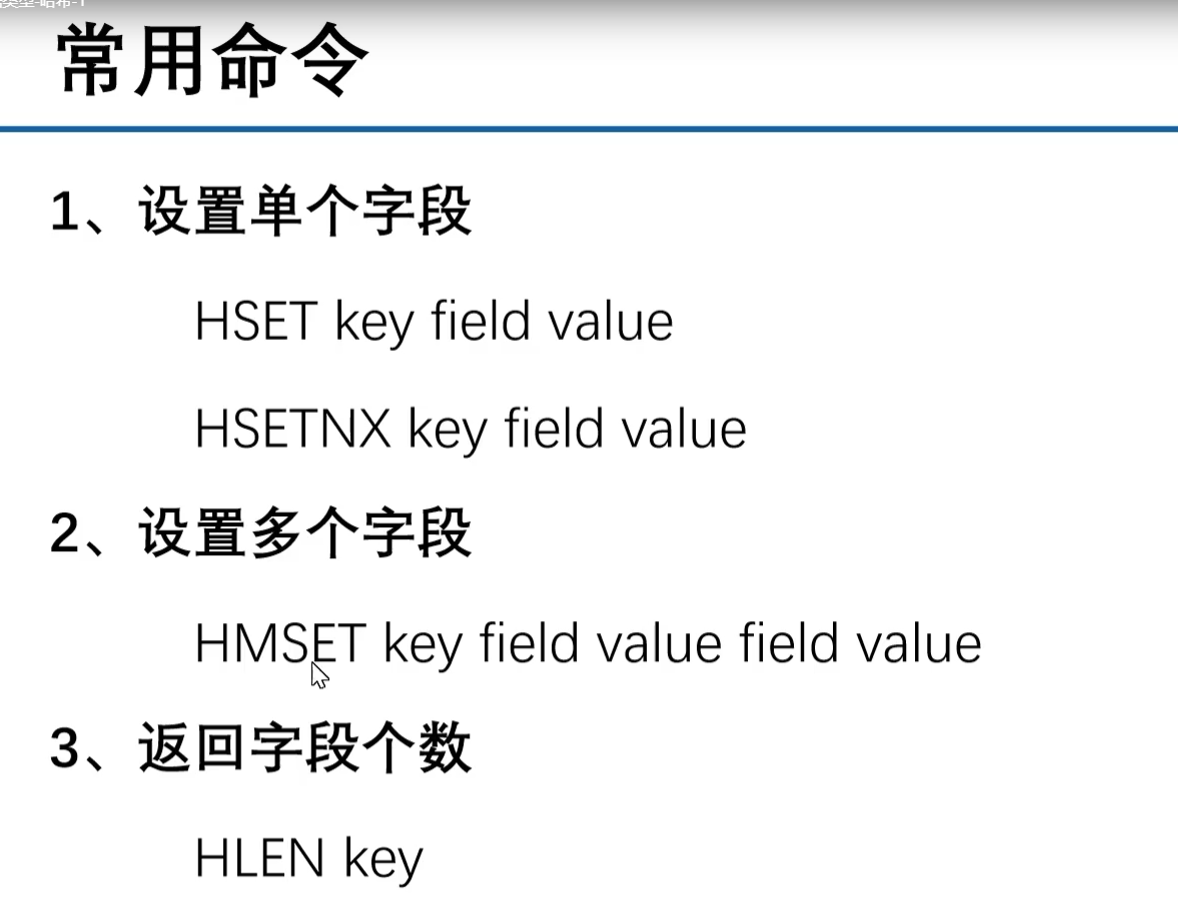 常用命令
1、设置单个字段
HSET key field value
HSETNX key field value
2、设置多个字段
HMSET key field value field value
3、返回字段个数
HLEN key